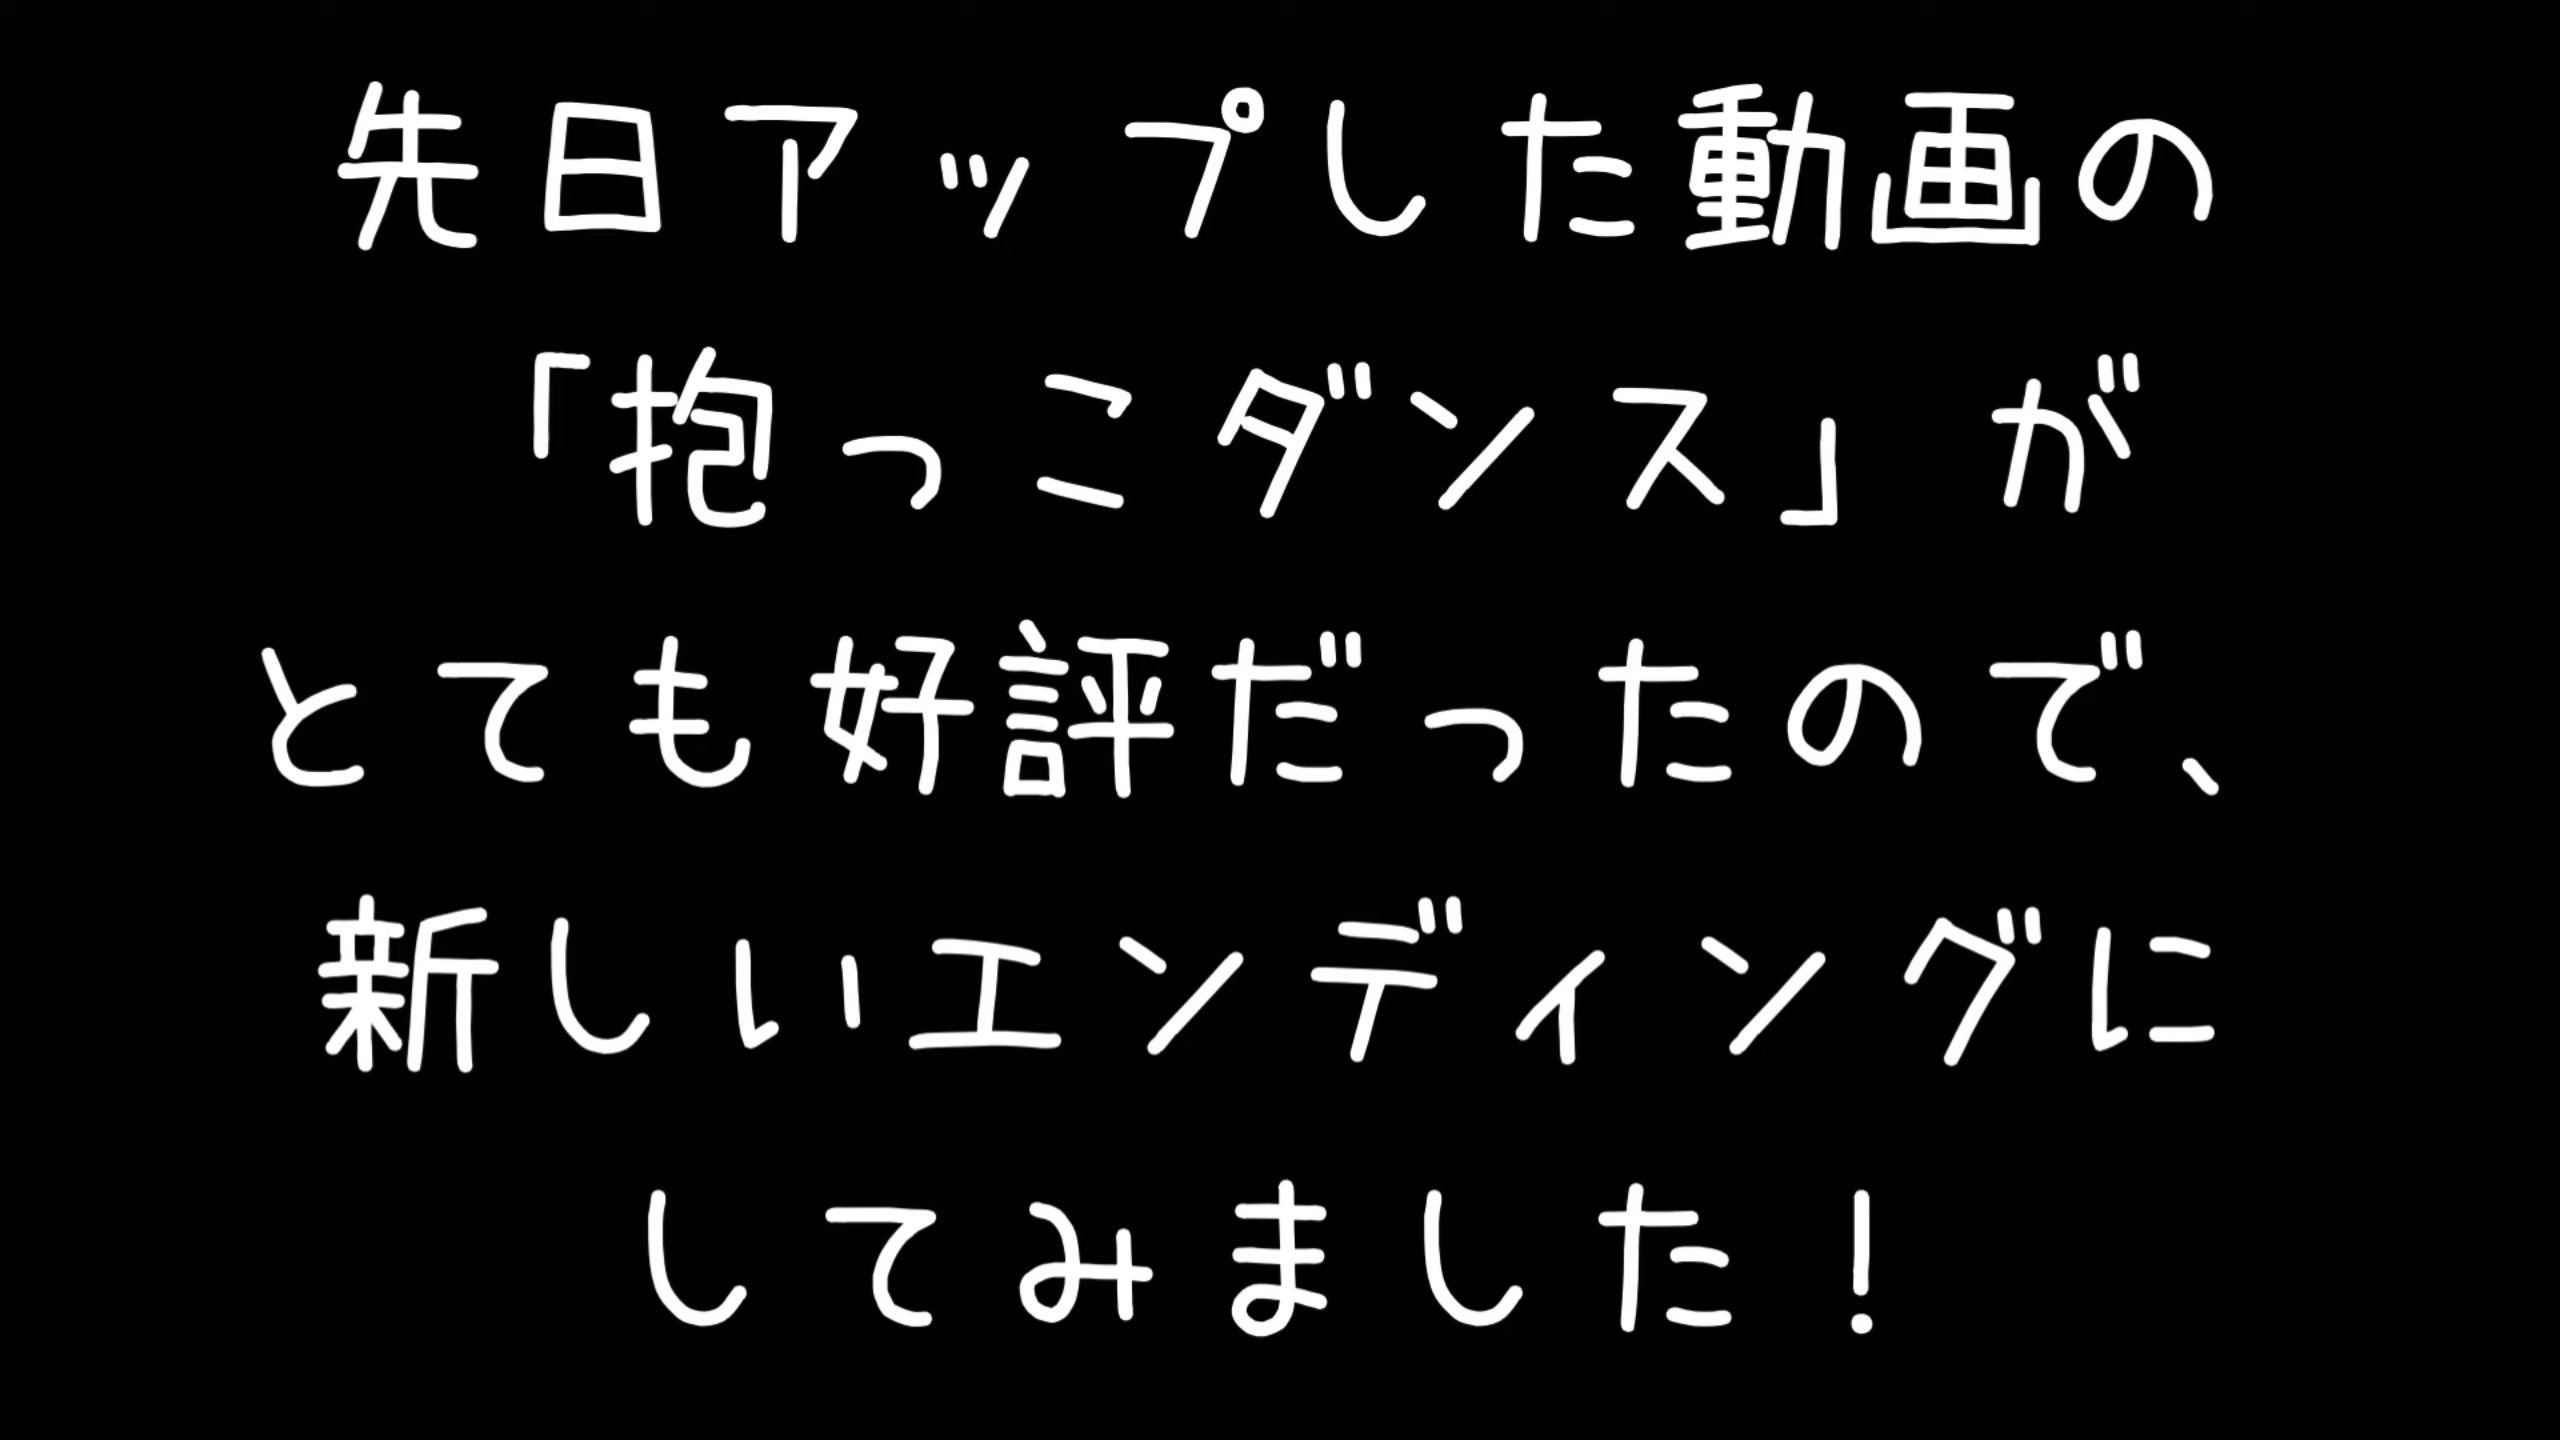 先日アップした動画の
「抱っこダンス」が
とても好評だったので、
新しいエンディングに
してみました！